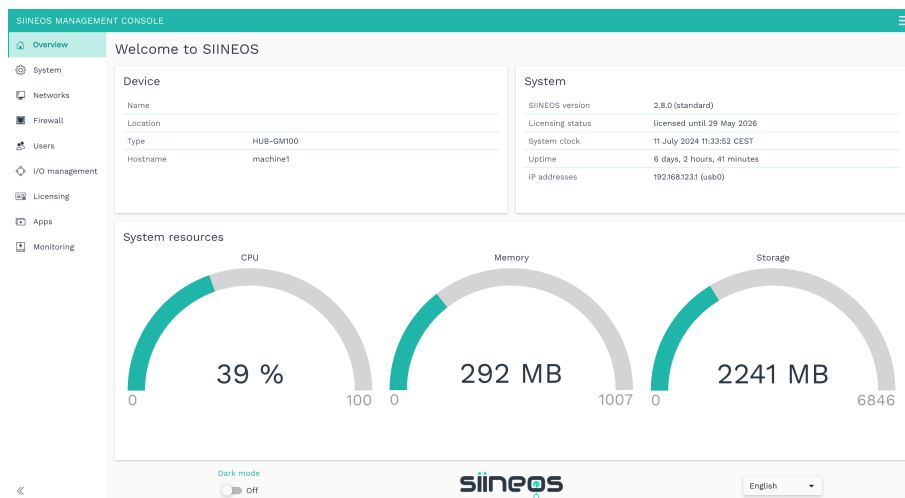 SIINEOS MANAGEMENT CONSOLE
Overview
System
Networks
Firewall
Users
I/O management
Licensing
Apps
Monitoring
Welcome to SIINEOS
Device
Name
Location
Type HUB-GM100
Hostname machine1
System
SIINEOS version 2.8.0 (standard)
Licensing status licensed until 29 May 2026
System clock 11 July 2024 11:33:52 CEST
Uptime 6 days, 2 hours, 41 minutes
IP addresses 192.168.123.1 (usb0)
System resources
CPU
39 %
0 100
Memory
292 MB
0 1007
Storage
2241 MB
0 6846
Dark mode
Off
siineos
English